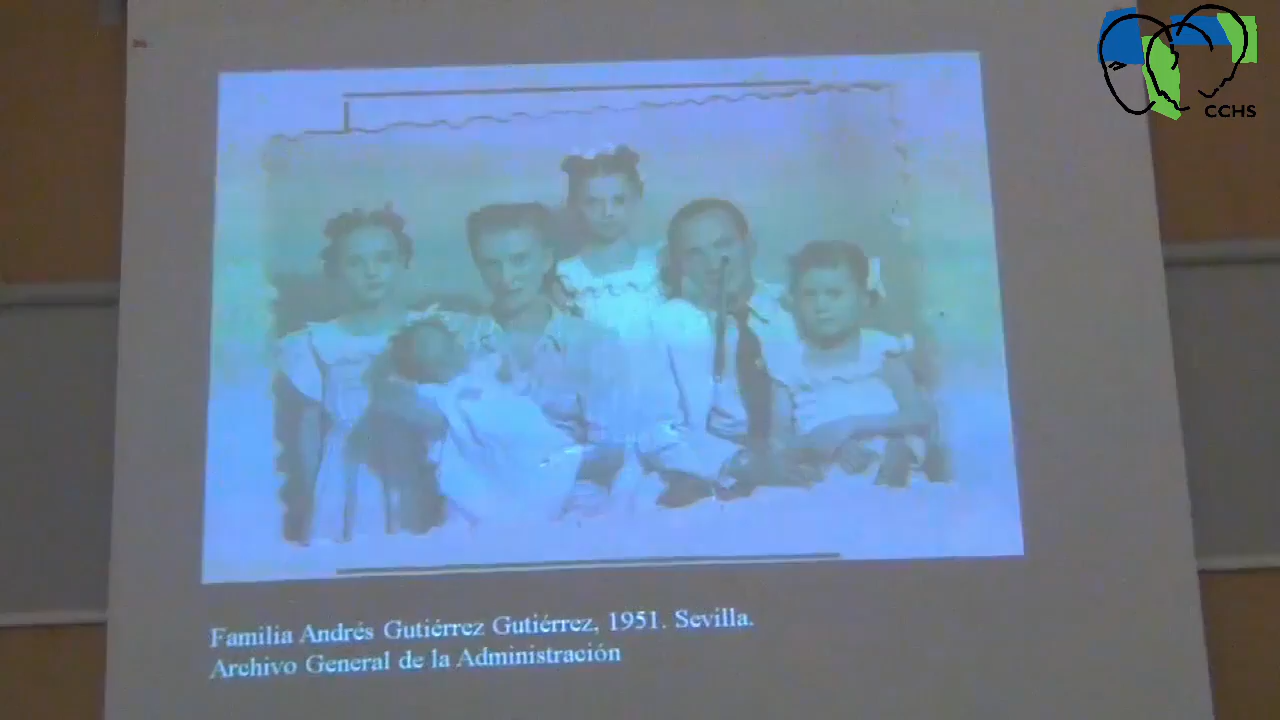 CCHS
Familia Andrés Gutiérrez Gutiérrez, 1951. Sevilla.
Archivo General de la Administración